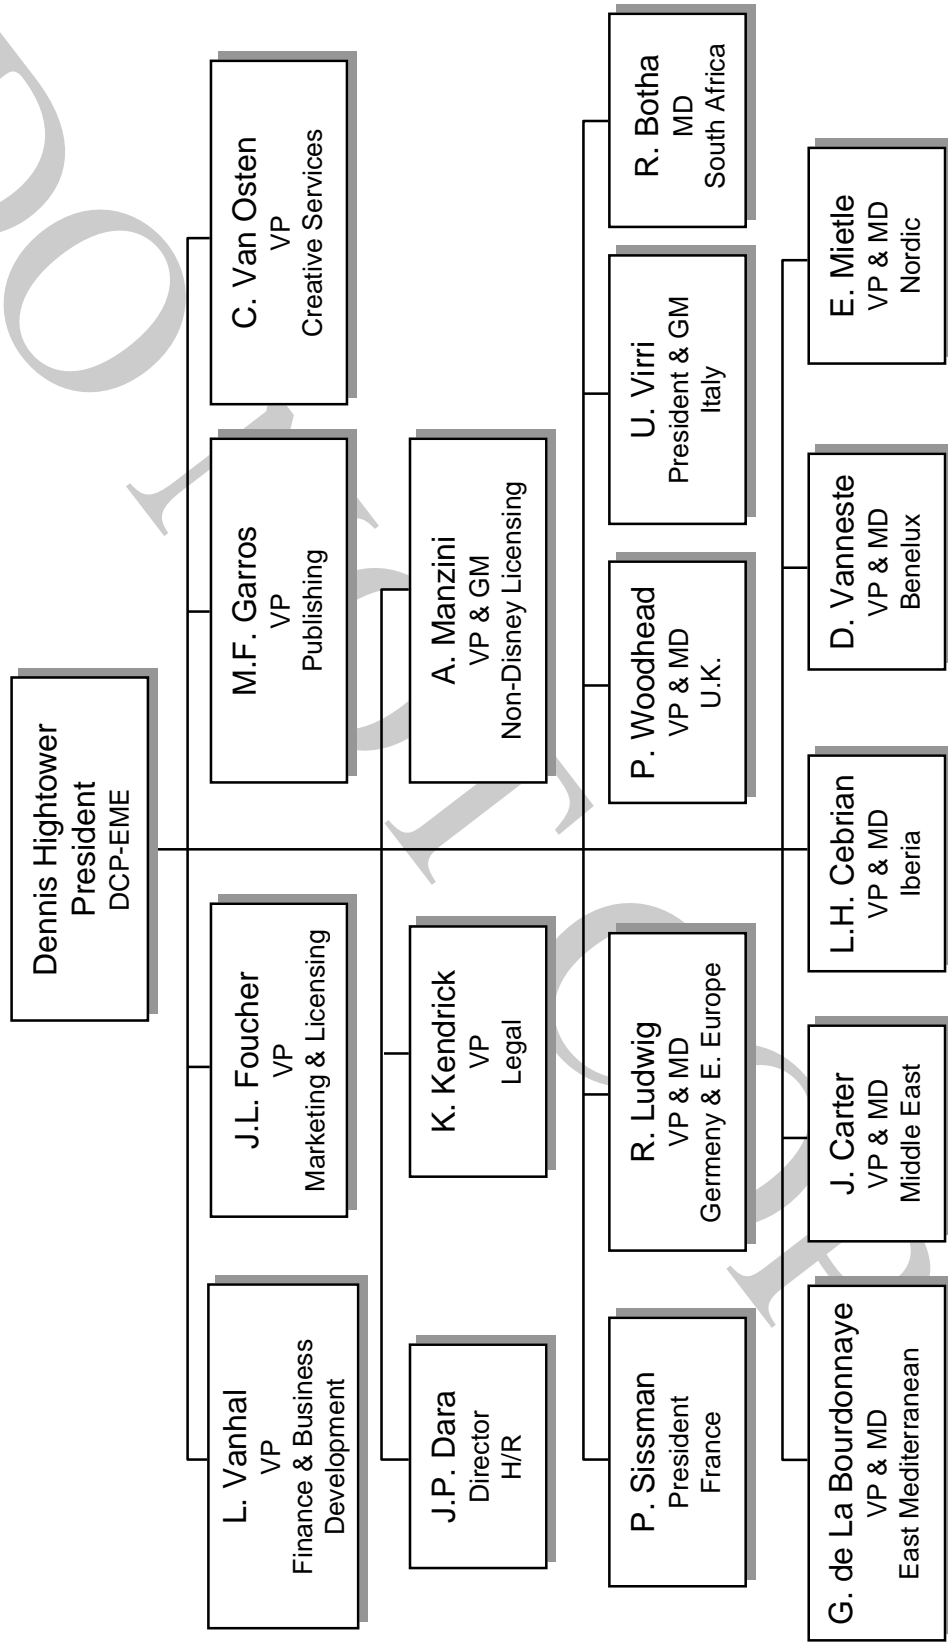 Dennis Hightower
President
DCP-EME
L. Vanhal
VP
Finance & Business
Development
J.L. Foucher
VP
Marketing & Licensing
M.F. Garros
VP
Publishing
C. Van Osten
VP
Creative Services
J.P. Dara
Director
H/R
K. Kendrick
VP
Legal
A. Manzini
VP & GM
Non-Disney Licensing
P. Sissman
President
France
R. Ludwig
VP & MD
Germeny & E. Europe
P. Woodhead
VP & MD
U.K.
U. Virri
President & GM
Italy
R. Botha
MD
South Africa
G. de La Bourdonnaye
VP & MD
East Mediterranean
J. Carter
VP & MD
Middle East
L.H. Cebrian
VP & MD
Iberia
D. Vanneste
VP & MD
Benelux
E. Mietle
VP & MD
Nordic